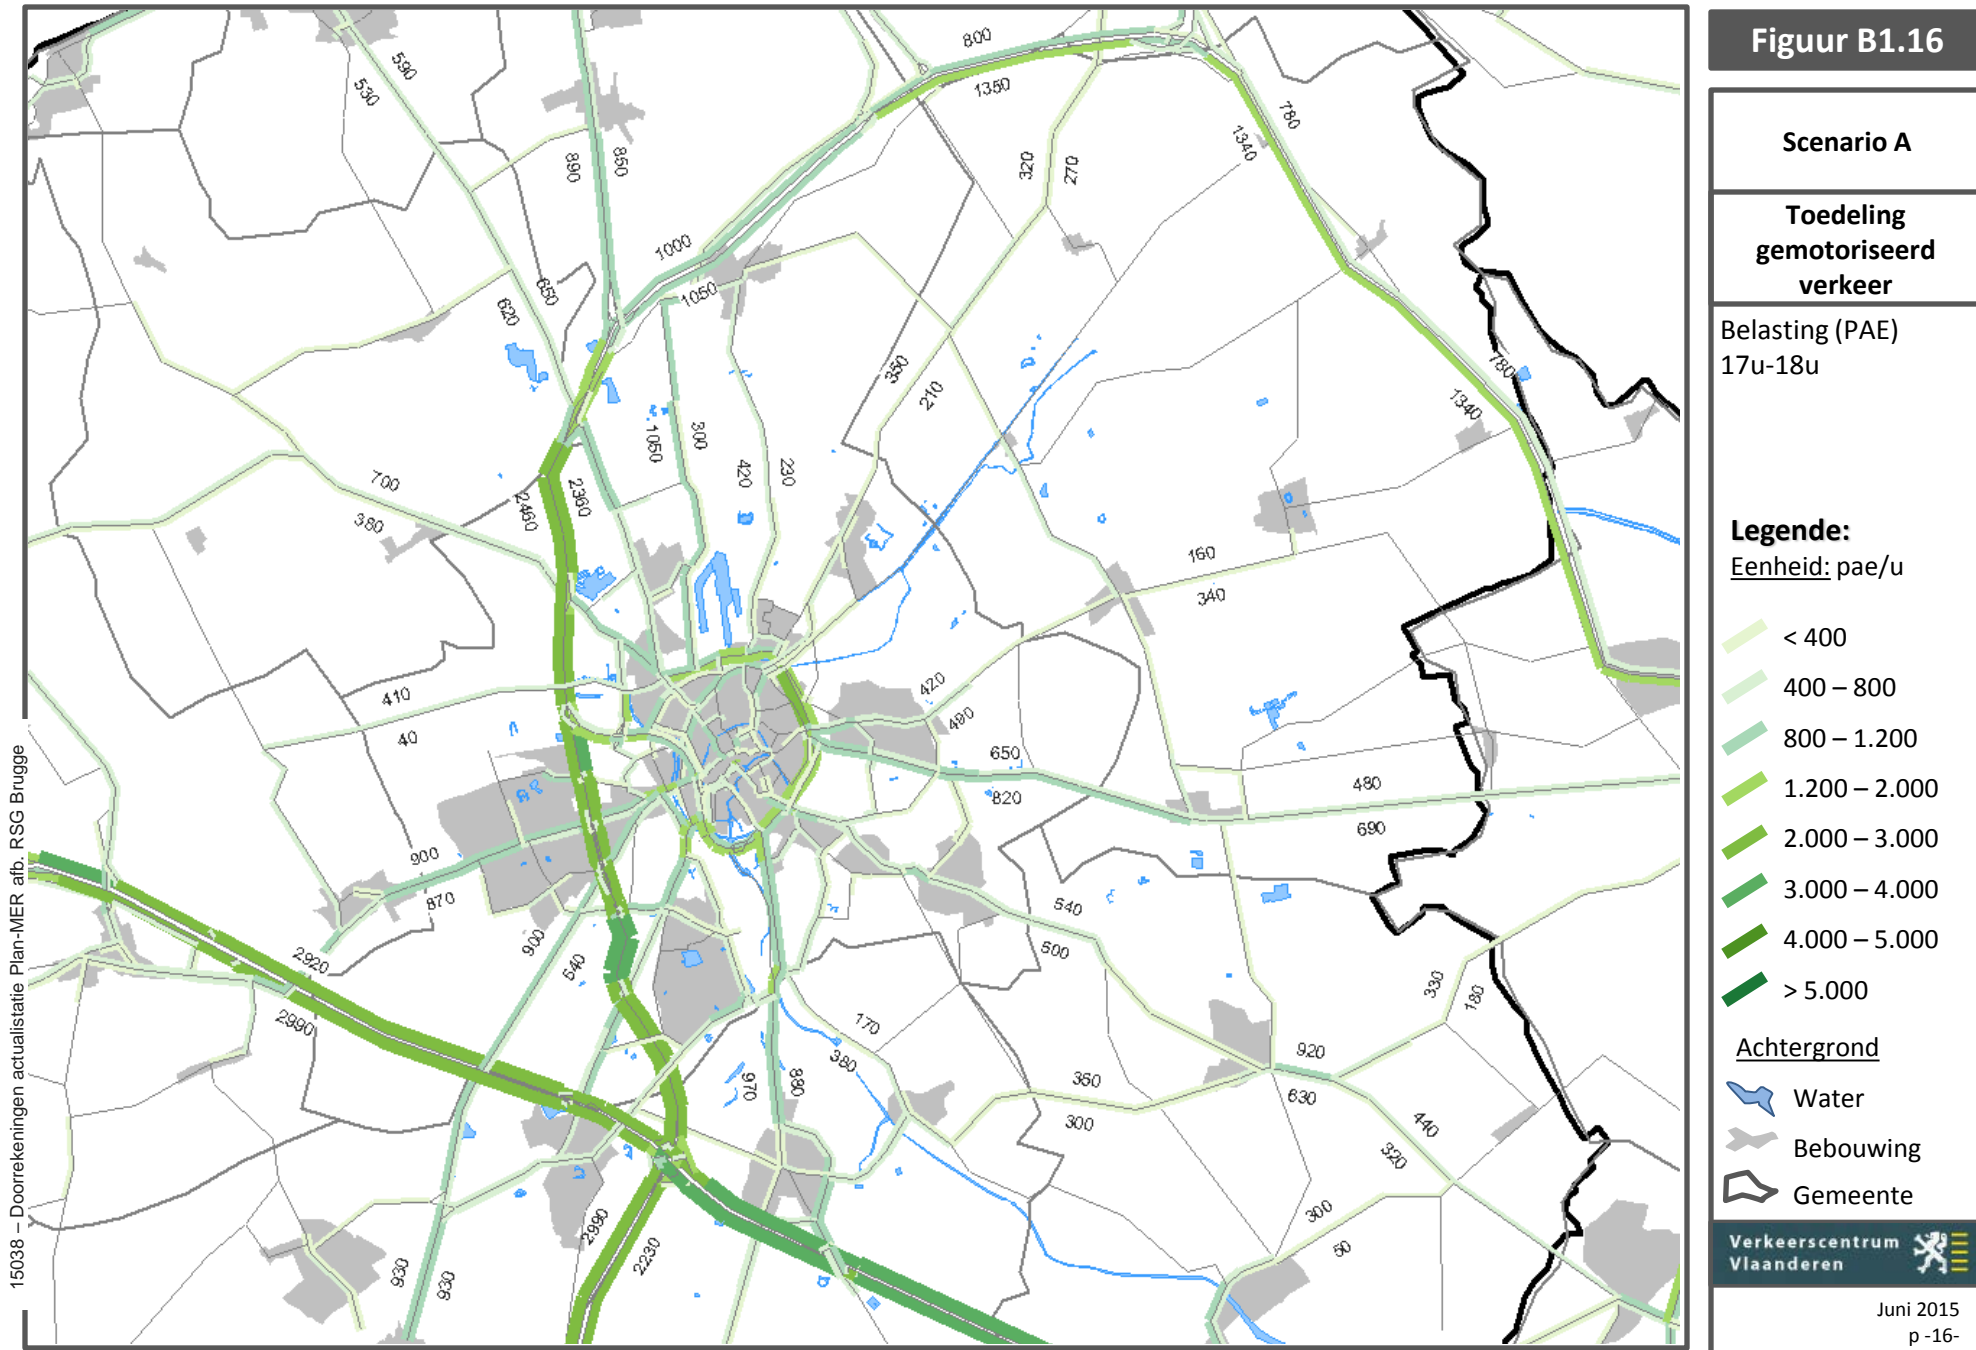 Figuur B1.16
Scenario A
Toedeling
gemotoriseerd
verkeer
Belasting (PAE)
17u-18u
Legende:
Eenheid: pae/u
< 400
400 – 800
800 – 1.200
1.200 – 2.000
2.000 – 3.000
3.000 – 4.000
4.000 – 5.000
> 5.000
Achtergrond
Water
Bebouwing
Gemeente
Verkeerscentrum
Vlaanderen
Juni 2015
p -16-
15038 – Doorrekeningen actualistatie Plan-MER afb. RSG Brugge
590
530
890
850
800
1350
780
1340
320
270
1000
1050
650
620
350
210
1050
300
420
230
780
1340
700
380
2460
2360
160
340
410
40
420
490
650
820
480
690
900
870
900
540
540
500
2920
2990
330
180
170
380
970
880
920
630
350
300
440
320
300
50
2990
2230
930
930